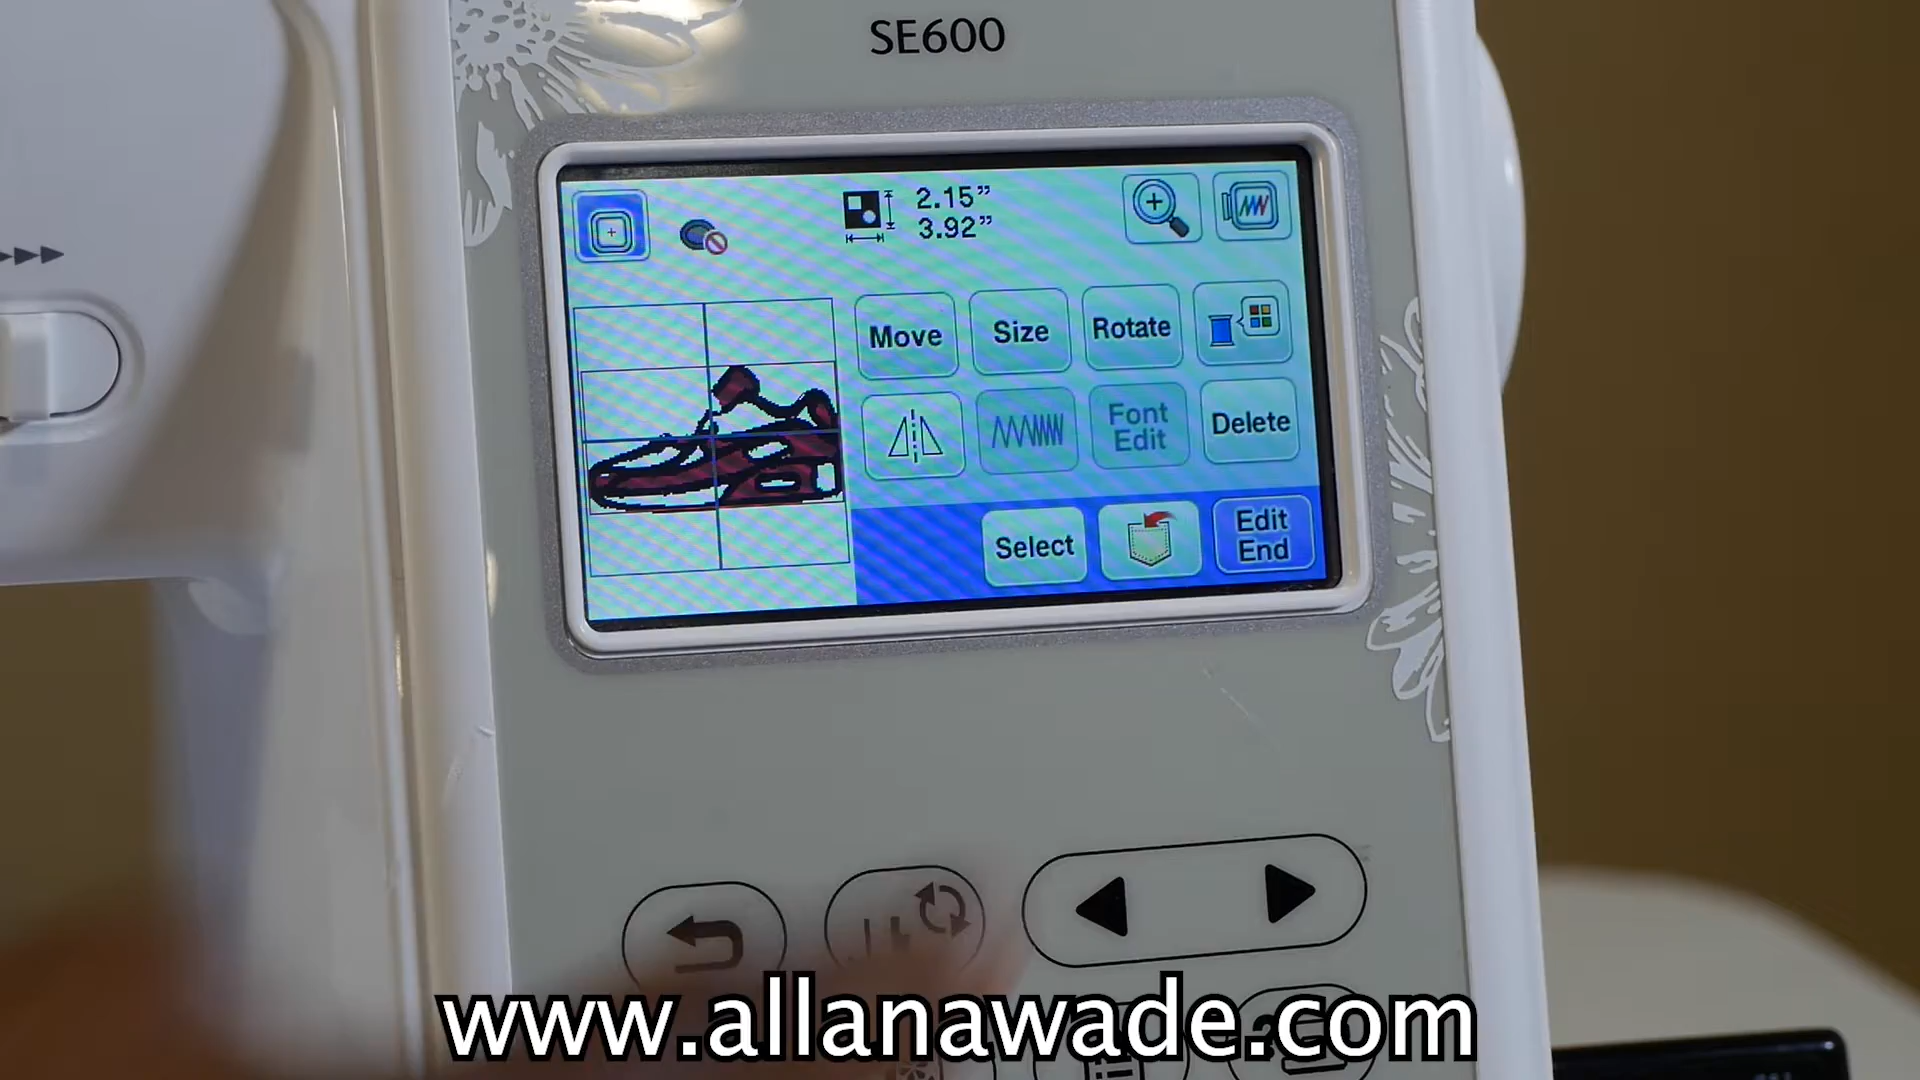 SE600
2.15”
3.92”
Move
Size
Rotate
Font
Edit
Delete
Select
Edit
End
www.allanawade.com